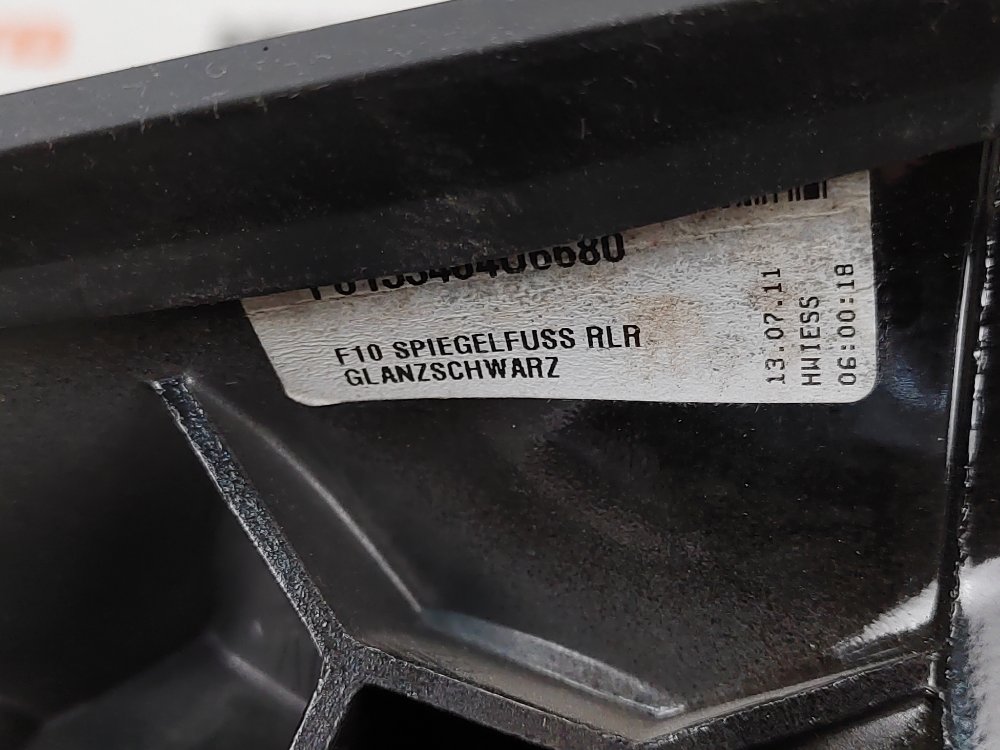 F10 SPIEGELFUSS RLR
GLANZSCHWARZ
13.07.11
HWIESS
06:00:18